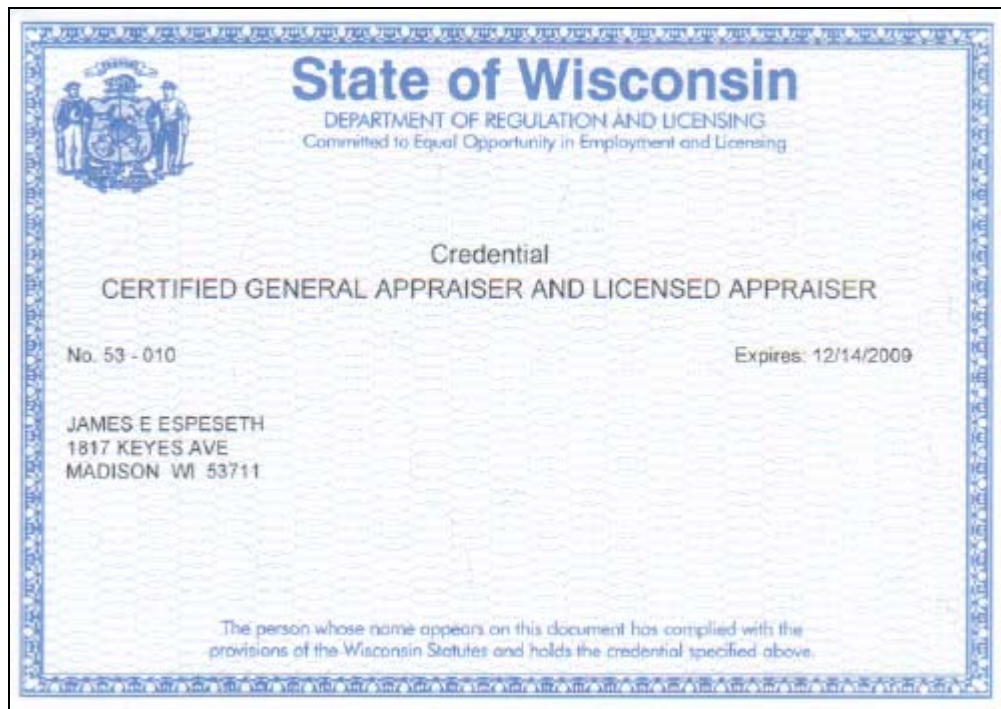 State of Wisconsin
DEPARTMENT OF REGULATION AND LICENSING
Committed to Equal Opportunity in Employment and Licensing
Credential
CERTIFIED GENERAL APPRAISER AND LICENSED APPRAISER
No. 53 - 010
Expires: 12/14/2009
JAMES E ESPESETH
1817 KEYES AVE
MADISON WI 53711
The person whose name appears on this document has complied with the
provisions of the Wisconsin Statutes and holds the credential specified above.